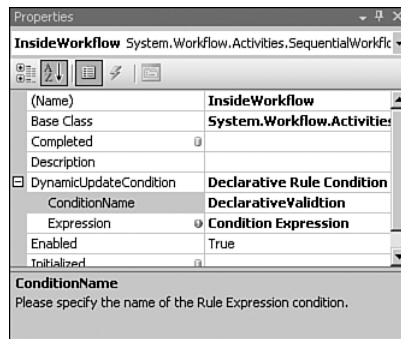 Properties
InsideWorkflow System.Workflow.Activities.SequentialWorkflc
(Name) InsideWorkflow
Base Class System.Workflow.Activities
Completed
Description
DynamicUpdateCondition Declarative Rule Condition
ConditionName DeclarativeValidtion
Expression Condition Expression
Enabled True
Initialized
ConditionName
Please specify the name of the Rule Expression condition.